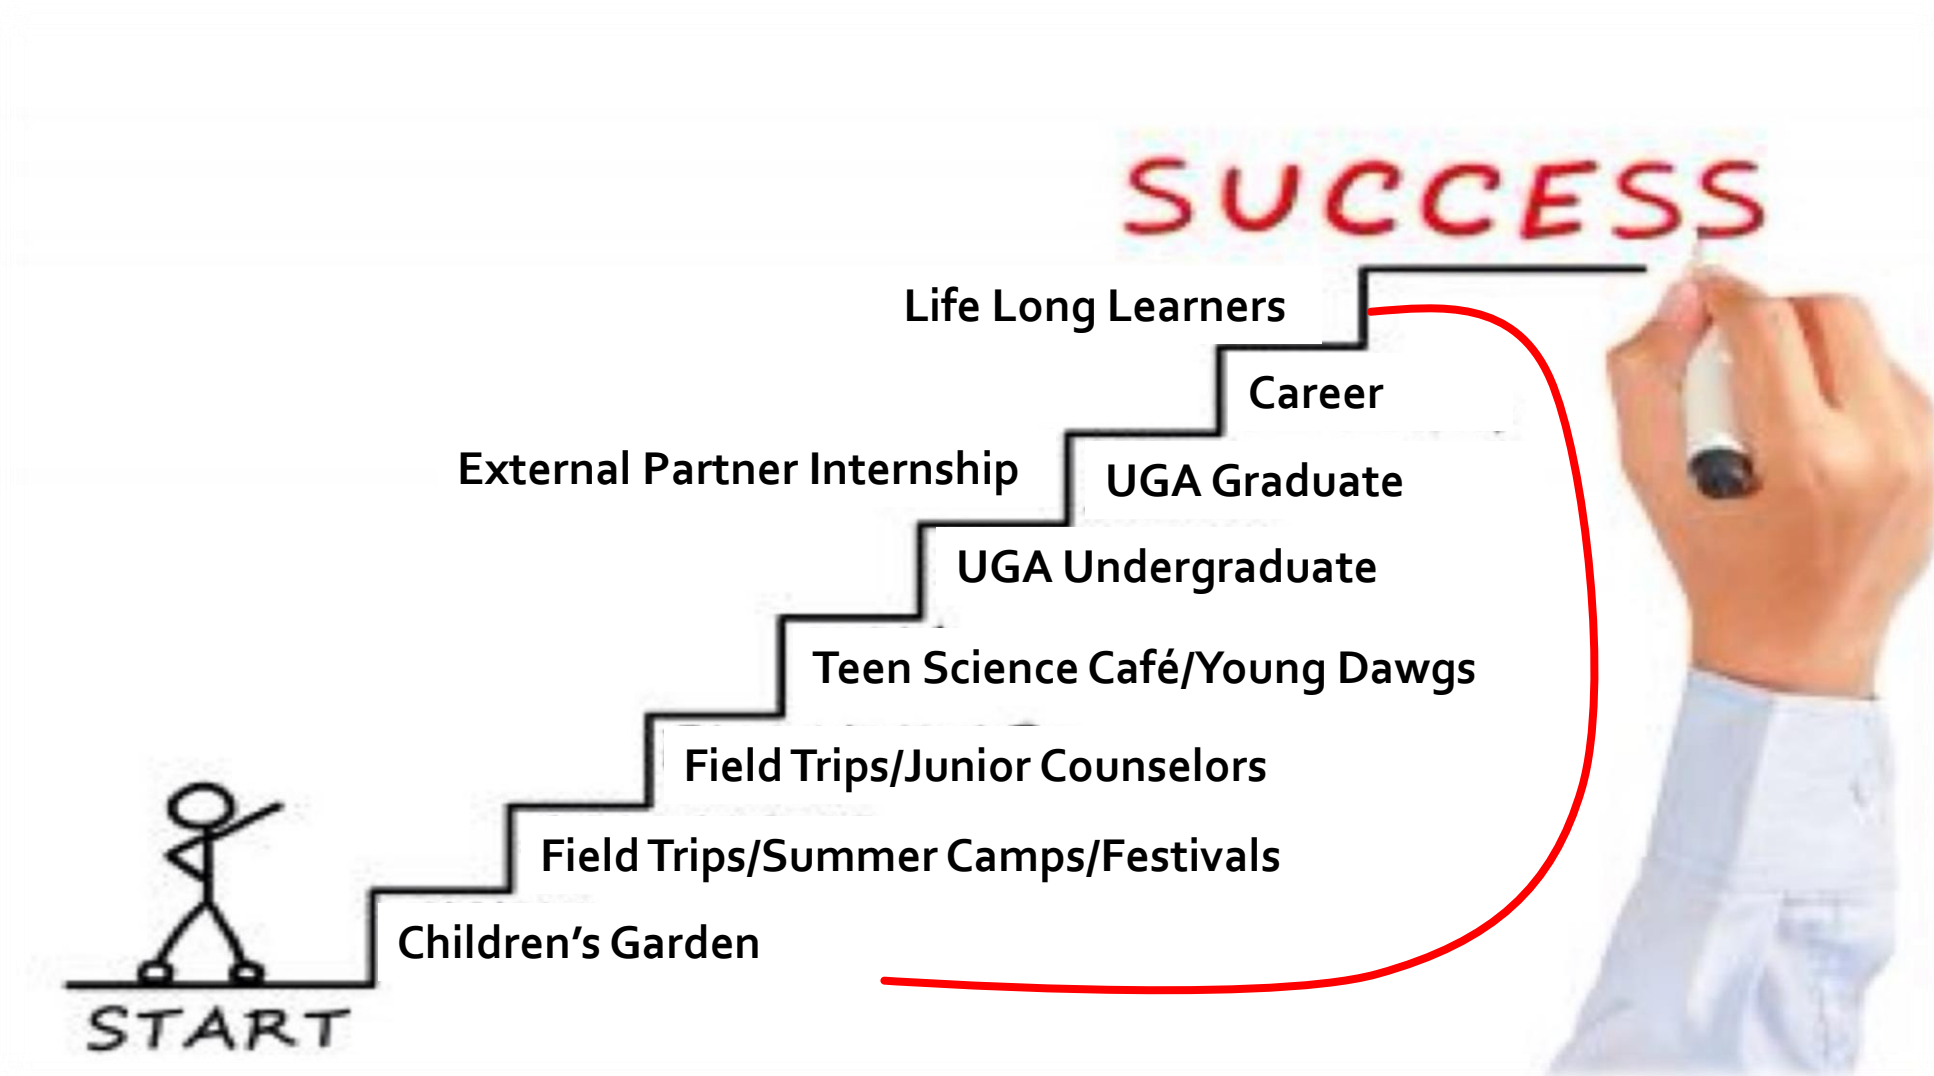 SUCCESS
Life Long Learners
Career
External Partner Internship
UGA Graduate
UGA Undergraduate
Teen Science Café/Young Dawgs
Field Trips/Junior Counselors
Field Trips/Summer Camps/Festivals
Children’s Garden
START